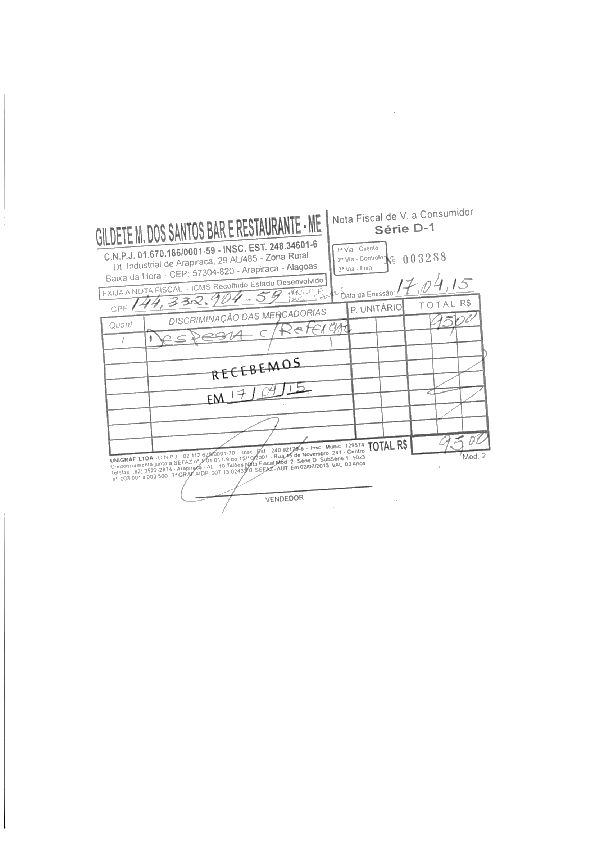 GILDETE M. DOS SANTOS BAR E RESTAURANTE - ME
C.N.P.J. 01.670.166/0001-59 - INSC. EST. 248.34601-6
Dt. Industrial de Arapiraca, 29 AL/485 - Zona Rural
Baixa da Hora - CEP: 57304-820 - Arapiraca - Alagoas
EXIJA A NOTA FISCAL - ICMS Recolhido Estado Desenvolvido
Nota Fiscal de V. a Consumidor
Série D-1
1ª Via - Cliente
2ª Via - Controle
3ª Via - Fixa
Nº 003288
CPF 144.332.904-59
Data da Emissão 17,04,15
Quant. DISCRIMINAÇÃO DAS MERCADORIAS P. UNITÁRIO TOTAL R$
1 Despesa c/Refeição 95,00
RECEBEMOS
EM 17/04/15
UNIGRAF LTDA - C.N.P.J.
TOTAL R$ 95,00
Mod. 2
VENDEDOR